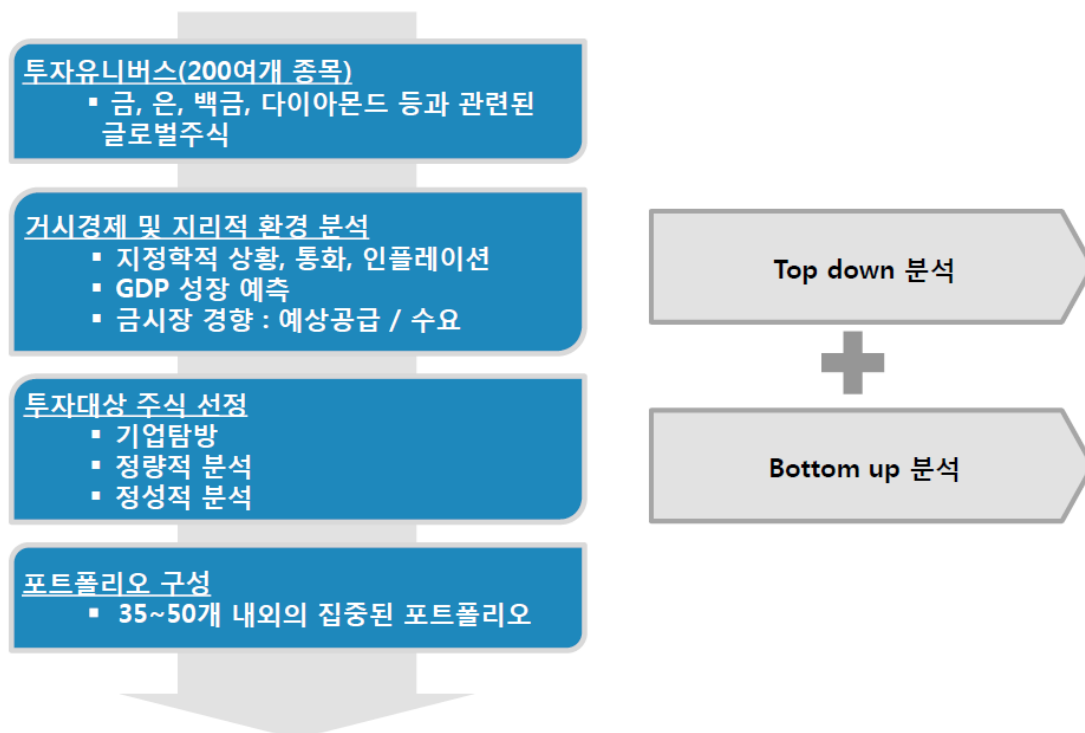 투자유니버스(200여개 종목)
▪ 금, 은, 백금, 다이아몬드 등과 관련된
글로벌주식
거시경제 및 지리적 환경 분석
▪ 지정학적 상황, 통화, 인플레이션
▪ GDP 성장 예측
▪ 금시장 경향 : 예상공급 / 수요
Top down 분석
투자대상 주식 선정
▪ 기업탐방
▪ 정량적 분석
▪ 정성적 분석
Bottom up 분석
포트폴리오 구성
▪ 35~50개 내외의 집중된 포트폴리오